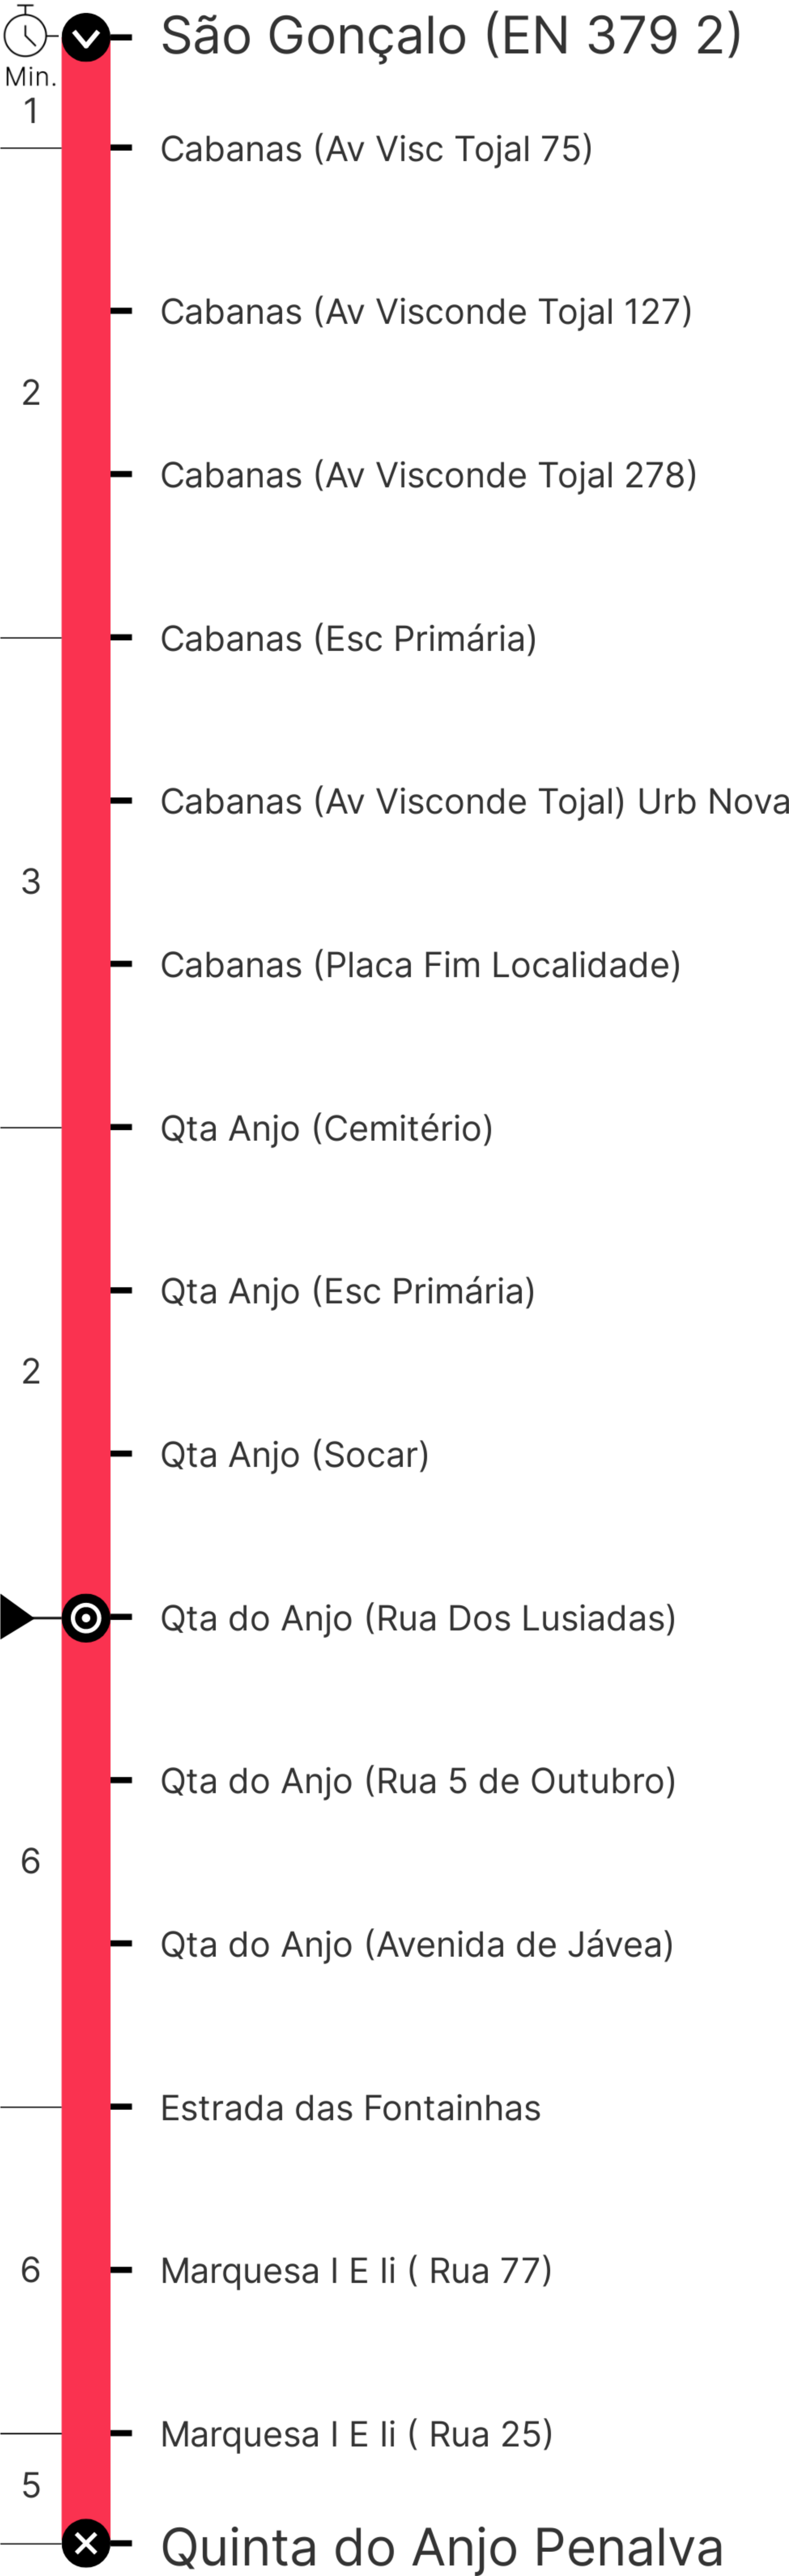 São Gonçalo (EN 379 2)
Min.
1
Cabanas (Av Visc Tojal 75)
Cabanas (Av Visconde Tojal 127)
2
Cabanas (Av Visconde Tojal 278)
Cabanas (Esc Primária)
Cabanas (Av Visconde Tojal) Urb Nova
3
Cabanas (Placa Fim Localidade)
Qta Anjo (Cemitério)
Qta Anjo (Esc Primária)
2
Qta Anjo (Socar)
Qta do Anjo (Rua Dos Lusiadas)
Qta do Anjo (Rua 5 de Outubro)
6
Qta do Anjo (Avenida de Jávea)
Estrada das Fontainhas
6 Marquesa I E Ii ( Rua 77)
Marquesa I E Ii ( Rua 25)
5
Quinta do Anjo Penalva